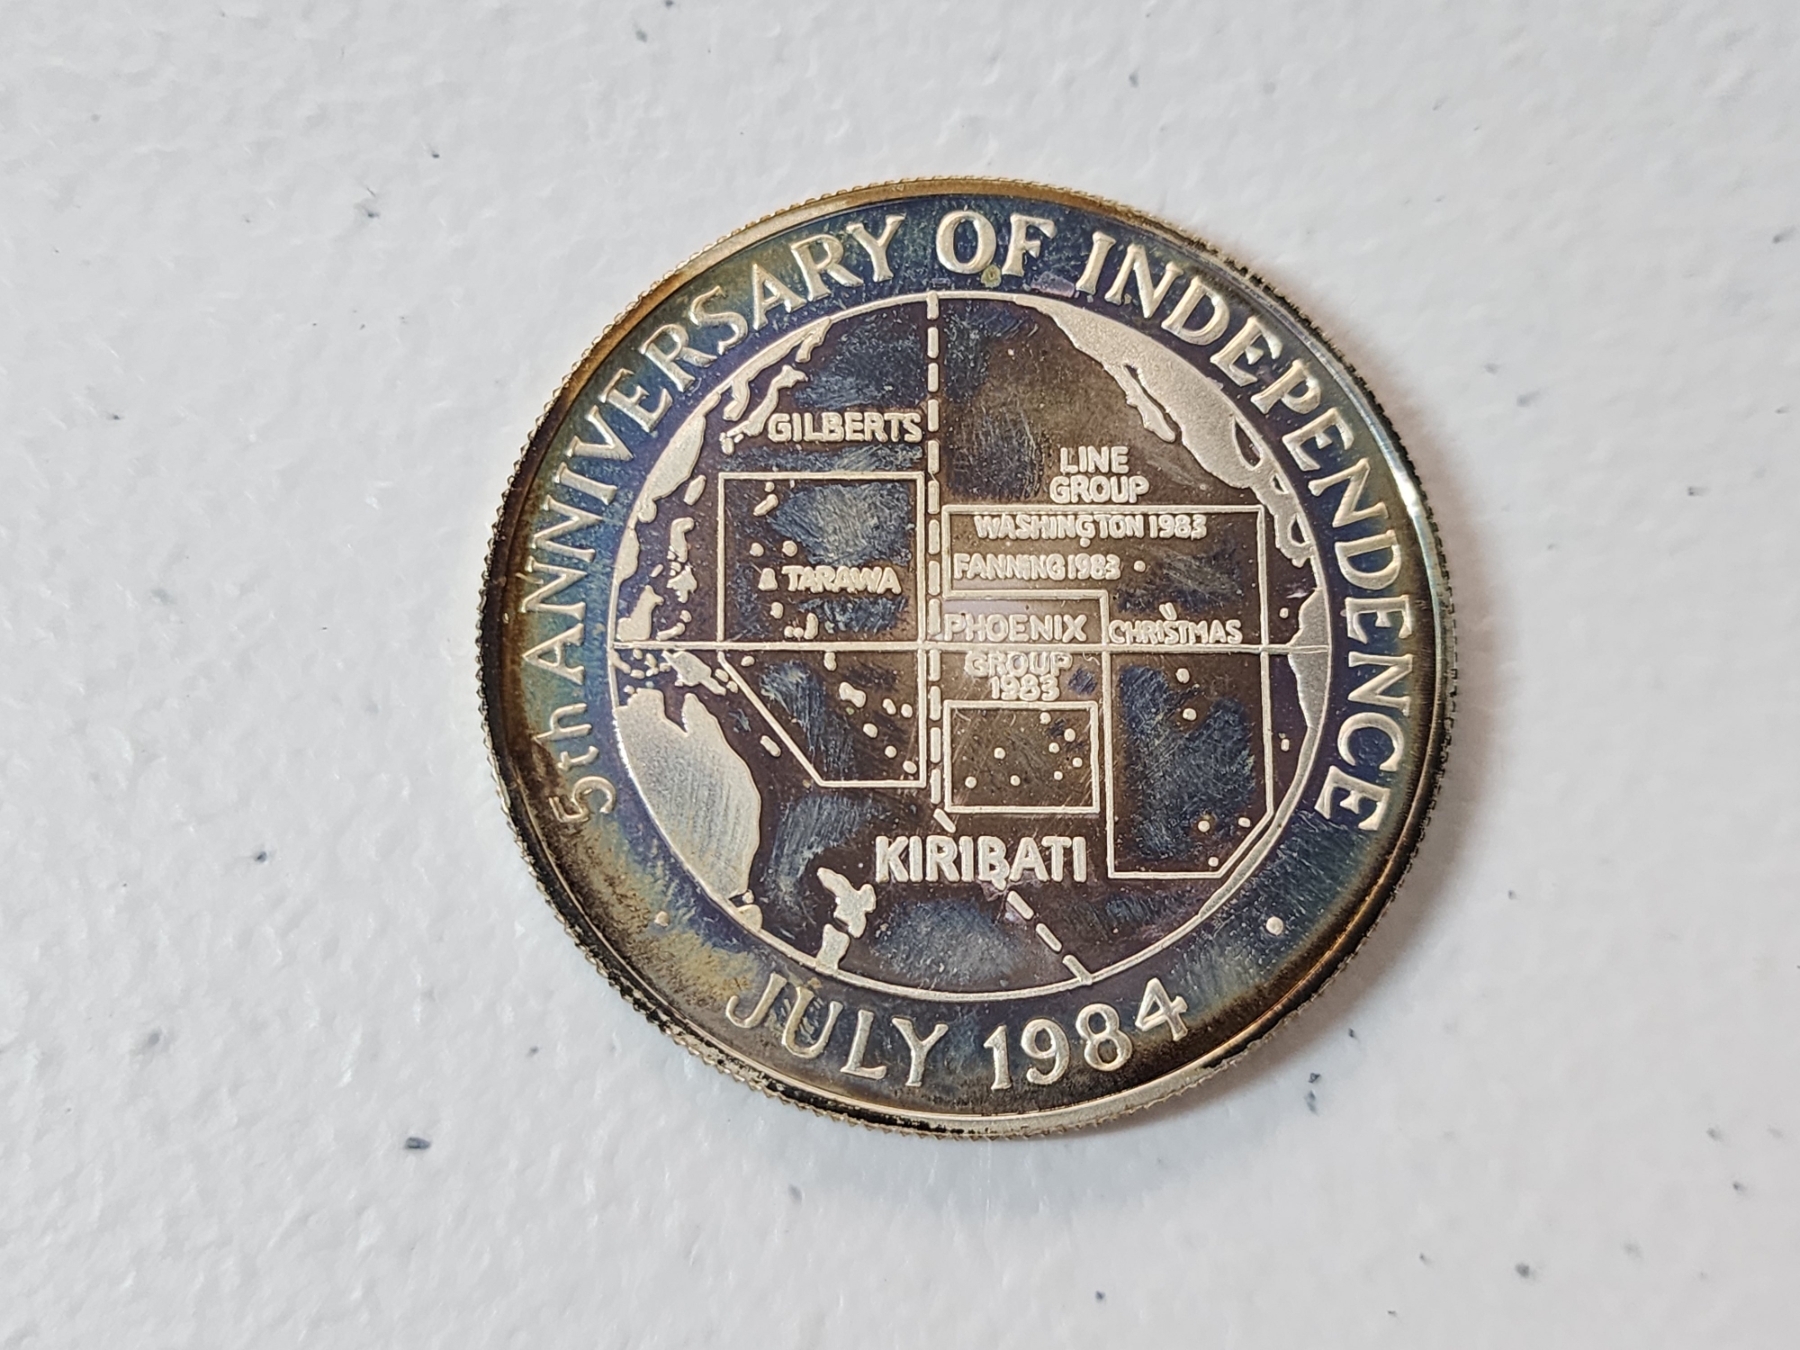 5th ANNIVERSARY OF INDEPENDENCE
GILBERTS
LINE
GROUP
WASHINGTON 1983
FANNING 1983
TARAWA
PHOENIX
GROUP
1983
CHRISTMAS
KIRIBATI
JULY 1984